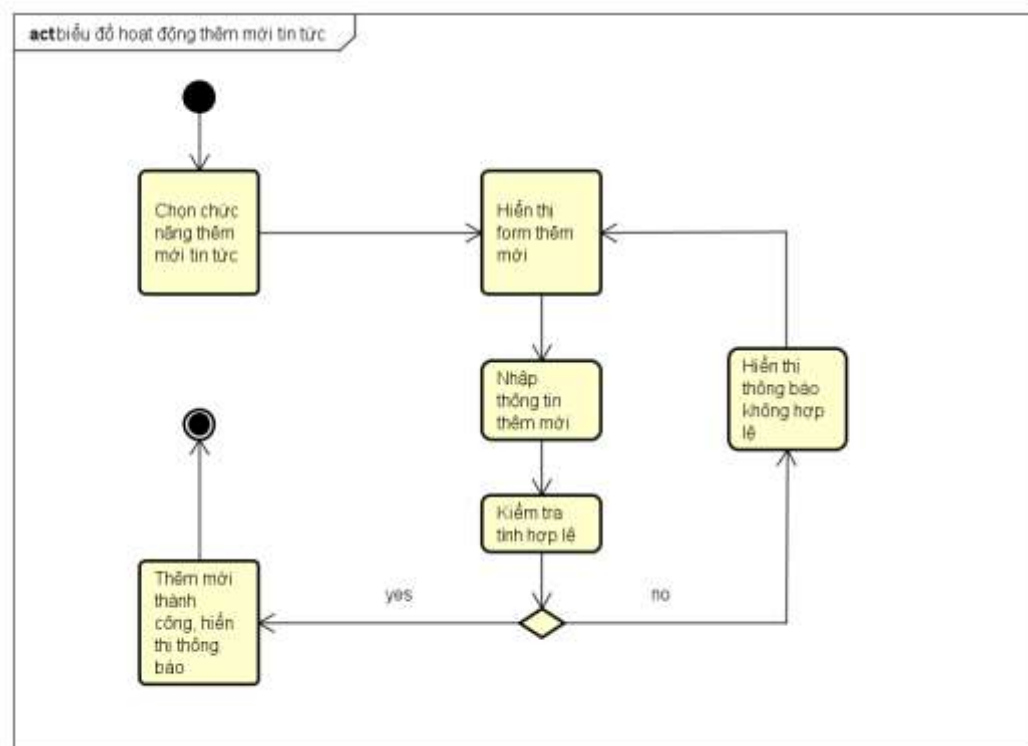 act biểu đồ hoạt động thêm mới tin tức
Chọn chức
năng thêm
mới tin tức
Hiển thị
form thêm
mới
Nhập
thông tin
thêm mới
Hiển thị
thông báo
không hợp
lệ
Kiểm tra
tính hợp lệ
Thêm mới
thành
công, hiển
thị thông
báo
yes
no